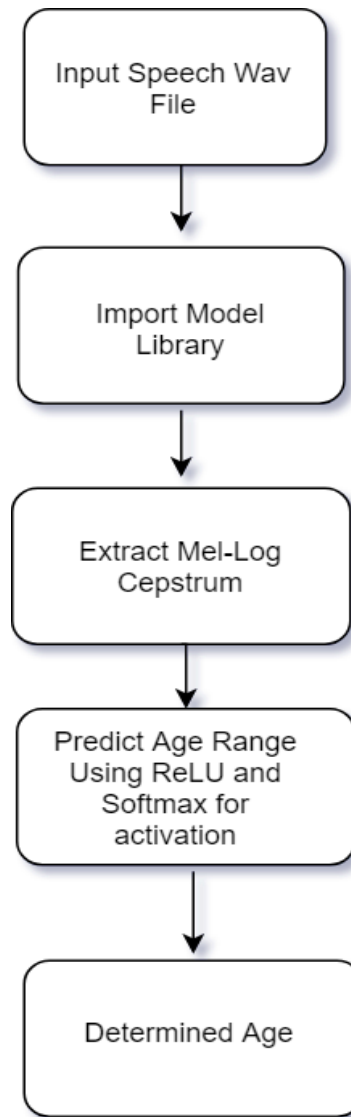 Input Speech Wav
File
Import Model
Library
Extract Mel-Log
Cepstrum
Predict Age Range
Using ReLU and
Softmax for
activation
Determined Age